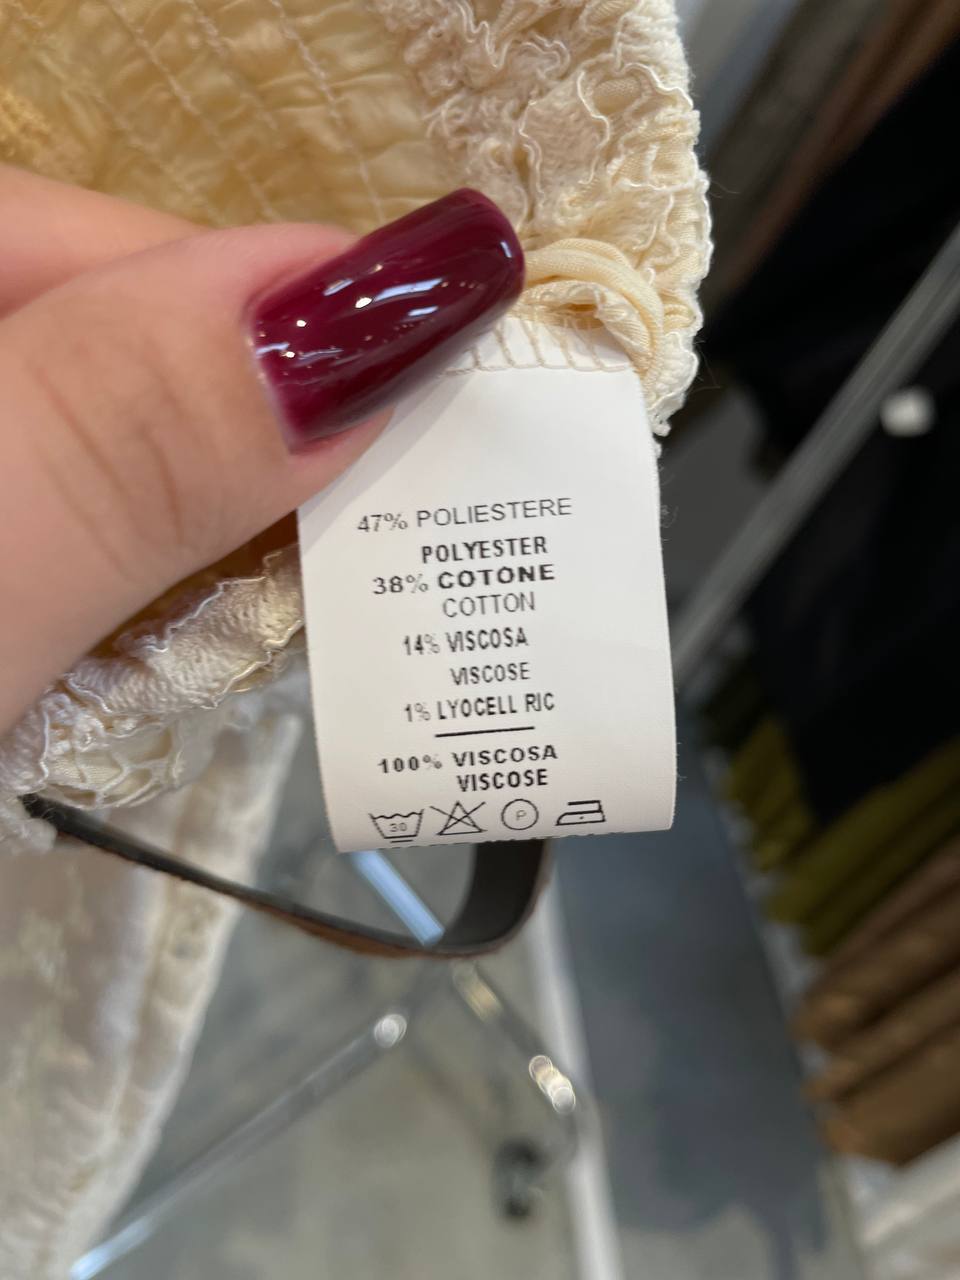 47% POLIESTERE
POLYESTER
38% COTONE
COTTON
14% VISCOSA
VISCOSE
1% LYOCELL RIC
100% VISCOSA
VISCOSE
30 P